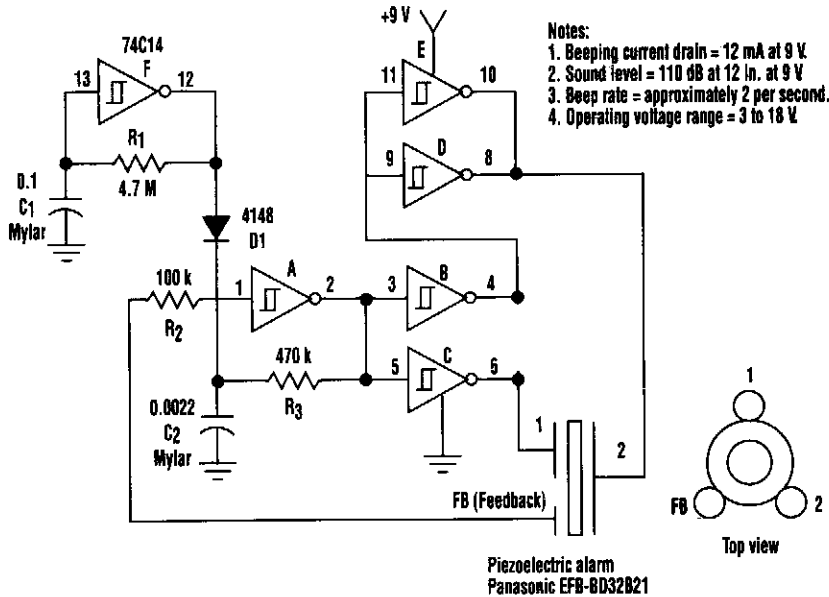 +9 V
Notes:
1. Beeping current drain = 12 mA at 9 V.
2. Sound level = 110 dB at 12 in. at 9 V
3. Beep rate = approximately 2 per second.
4. Operating voltage range = 3 to 18 V.
74C14
F
13
12
R1
4.7 M
0.1
C1
Mylar
E
11
10
D
9
8
4148
D1
100 k
R2
1
A
2
3
B
4
470 k
R3
5
C
6
0.0022
C2
Mylar
1
2
FB (Feedback)
Piezoelectric alarm
Panasonic EFB-BD32B21
1
FB
2
Top view